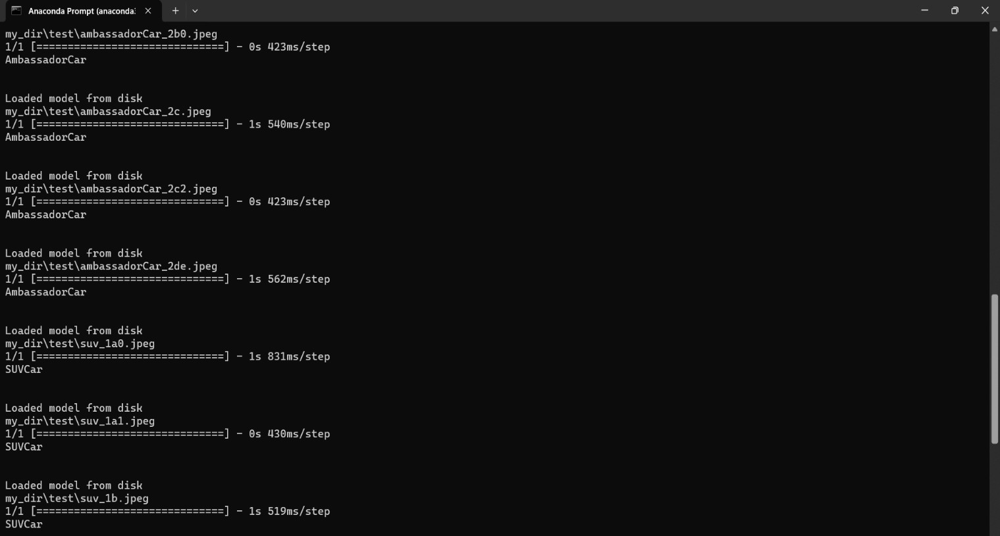 Anaconda Prompt (anaconda3
my_dir\test\ambassadorCar_2b0.jpeg
1/1 [==============================] - 0s 423ms/step
AmbassadorCar
Loaded model from disk
my_dir\test\ambassadorCar_2c.jpeg
1/1 [==============================] - 1s 540ms/step
AmbassadorCar
Loaded model from disk
my_dir\test\ambassadorCar_2c2.jpeg
1/1 [==============================] - 0s 423ms/step
AmbassadorCar
Loaded model from disk
my_dir\test\ambassadorCar_2de.jpeg
1/1 [==============================] - 1s 562ms/step
AmbassadorCar
Loaded model from disk
my_dir\test\suv_1a0.jpeg
1/1 [==============================] - 1s 831ms/step
SUVCar
Loaded model from disk
my_dir\test\suv_1a1.jpeg
1/1 [==============================] - 0s 430ms/step
SUVCar
Loaded model from disk
my_dir\test\suv_1b.jpeg
1/1 [==============================] - 1s 519ms/step
SUVCar